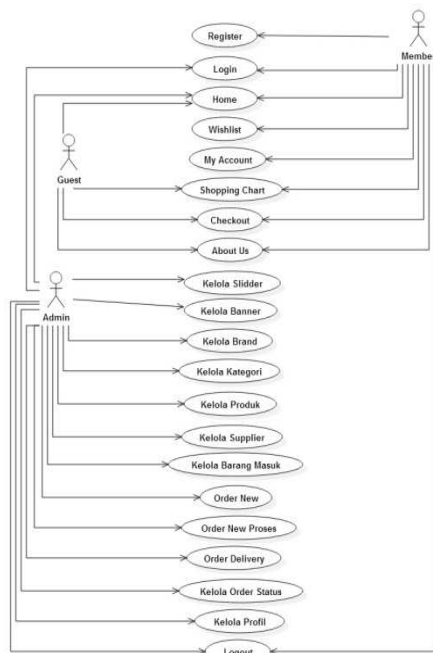 Register
Member
Login
Home
Wishlist
My Account
Guest
Shopping Chart
Checkout
About Us
Kelola Slidder
Kelola Banner
Admin
Kelola Brand
Kelola Kategori
Kelola Produk
Kelola Supplier
Kelola Barang Masuk
Order New
Order New Proses
Order Delivery
Kelola Order Status
Kelola Profil
Logout